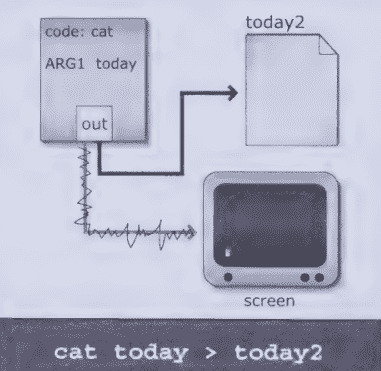 code: cat
ARG1 today
out
today2
screen
cat today > today2